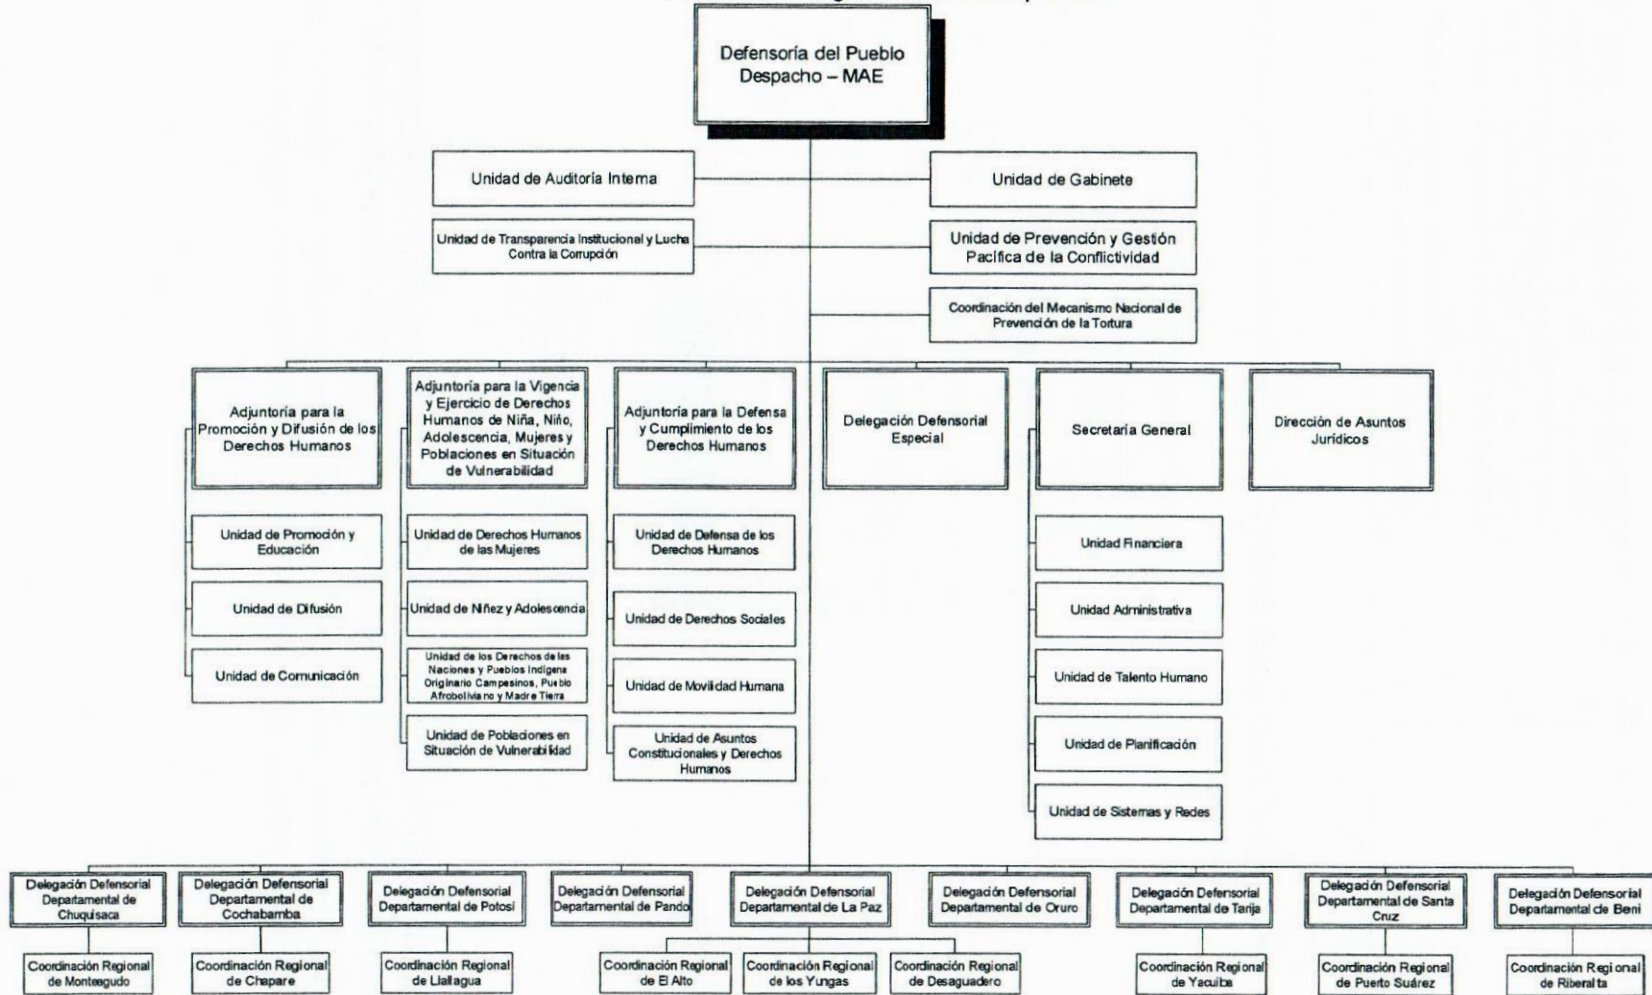 Defensoría del Pueblo
Despacho – MAE
Unidad de Auditoría Interna
Unidad de Gabinete
Unidad de Transparencia Institucional y Lucha
Contra la Corrupción
Unidad de Prevención y Gestión
Pacífica de la Conflictividad
Coordinación del Mecanismo Nacional de
Prevención de la Tortura
Adjuntoría para la
Promoción y Difusión de los
Derechos Humanos
Adjuntoría para la Vigencia
y Ejercicio de Derechos
Humanos de Niña, Niño,
Adolescencia, Mujeres y
Poblaciones en Situación
de Vulnerabilidad
Adjuntoría para la Defensa
y Cumplimiento de los
Derechos Humanos
Delegación Defensorial
Especial
Secretaría General
Dirección de Asuntos
Jurídicos
Unidad de Promoción y
Educación
Unidad de Difusión
Unidad de Comunicación
Unidad de Derechos Humanos
de las Mujeres
Unidad de Niñez y Adolescencia
Unidad de los Derechos de las
Naciones y Pueblos Indígena
Originario Campesinos, Pueblo
Afroboliviano y Madre Tierra
Unidad de Poblaciones en
Situación de Vulnerabilidad
Unidad de Defensa de los
Derechos Humanos
Unidad de Derechos Sociales
Unidad de Movilidad Humana
Unidad de Asuntos
Constitucionales y Derechos
Humanos
Unidad Financiera
Unidad Administrativa
Unidad de Talento Humano
Unidad de Planificación
Unidad de Sistemas y Redes
Delegación Defensorial
Departamental de
Chuquisaca
Delegación Defensorial
Departamental de
Cochabamba
Delegación Defensorial
Departamental de Potosí
Delegación Defensorial
Departamental de Pando
Delegación Defensorial
Departamental de La Paz
Delegación Defensorial
Departamental de Oruro
Delegación Defensorial
Departamental de Tarija
Delegación Defensorial
Departamental de Santa
Cruz
Delegación Defensorial
Departamental de Beni
Coordinación Regional
de Monteagudo
Coordinación Regional
de Chapare
Coordinación Regional
de Llallagua
Coordinación Regional
de El Alto
Coordinación Regional
de los Yungas
Coordinación Regional
de Desaguadero
Coordinación Regional
de Yacuiba
Coordinación Regional
de Puerto Suárez
Coordinación Regional
de Riberalta